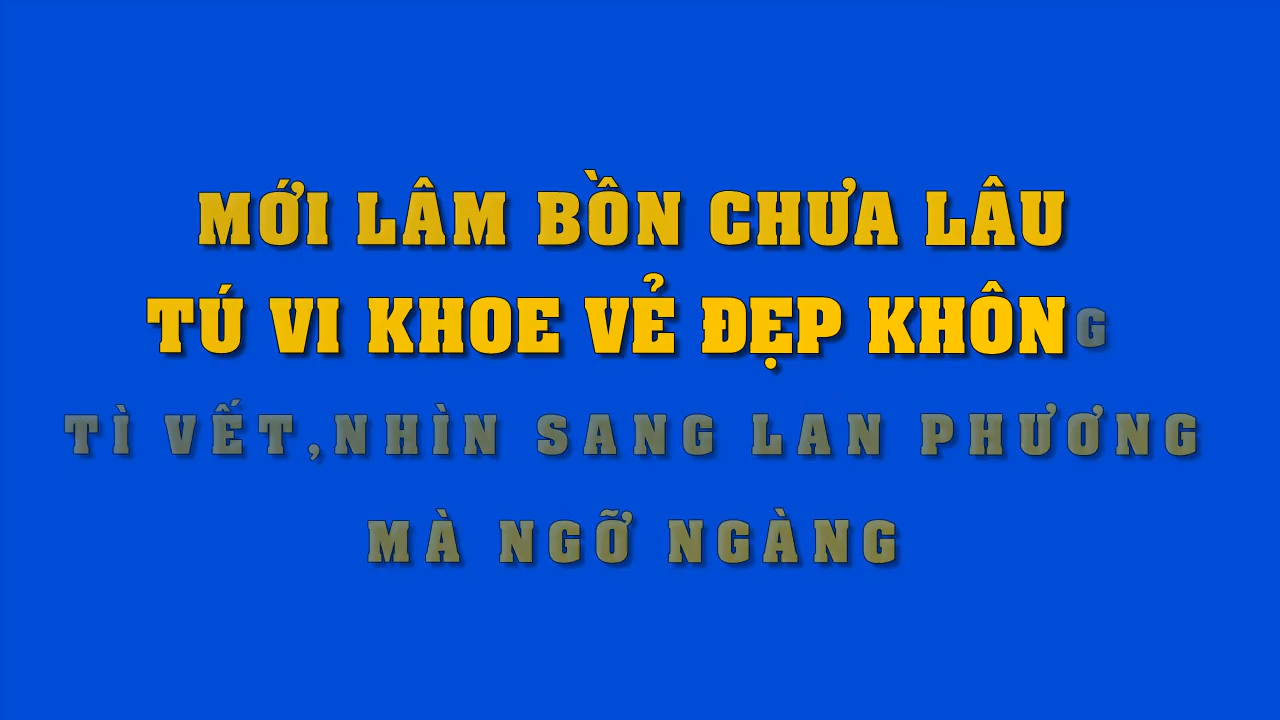 MỚI LÂM BỒN CHƯA LÂU
TÚ VI KHOE VẺ ĐẸP KHÔNG
TÌ VẾT,NHÌN SANG LAN PHƯƠNG
MÀ NGỠ NGÀNG